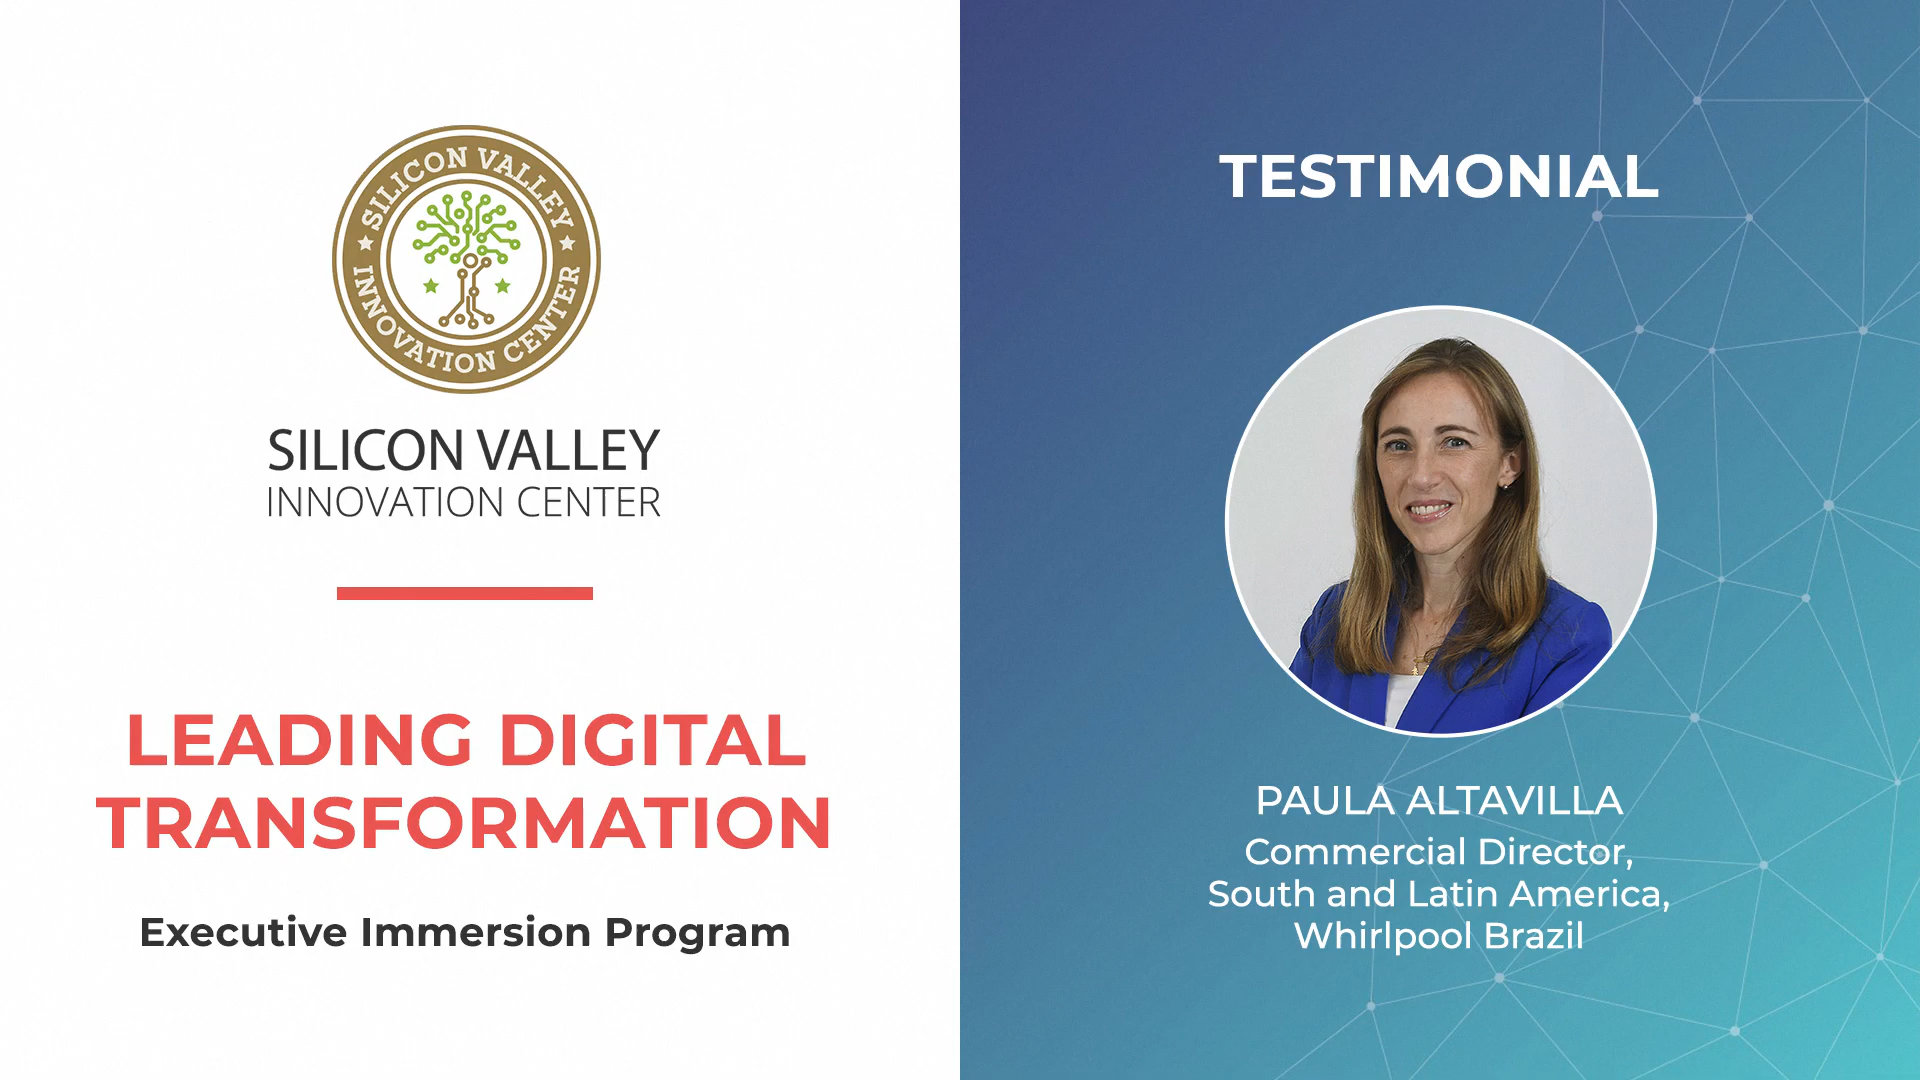 SILICON VALLEY
INNOVATION CENTER
SILICON VALLEY
INNOVATION CENTER
LEADING DIGITAL
TRANSFORMATION
Executive Immersion Program
TESTIMONIAL
PAULA ALTAVILLA
Commercial Director,
South and Latin America,
Whirlpool Brazil